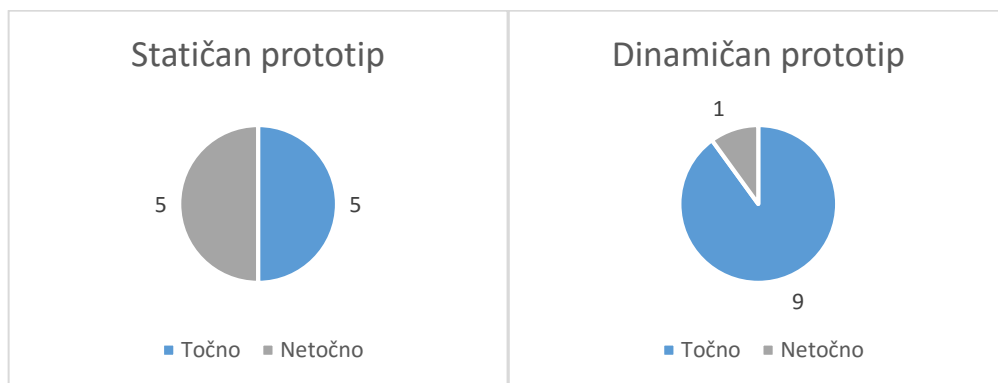 Statičan prototip
5
5
Točno
Netočno
Dinamičan prototip
1
9
Točno
Netočno